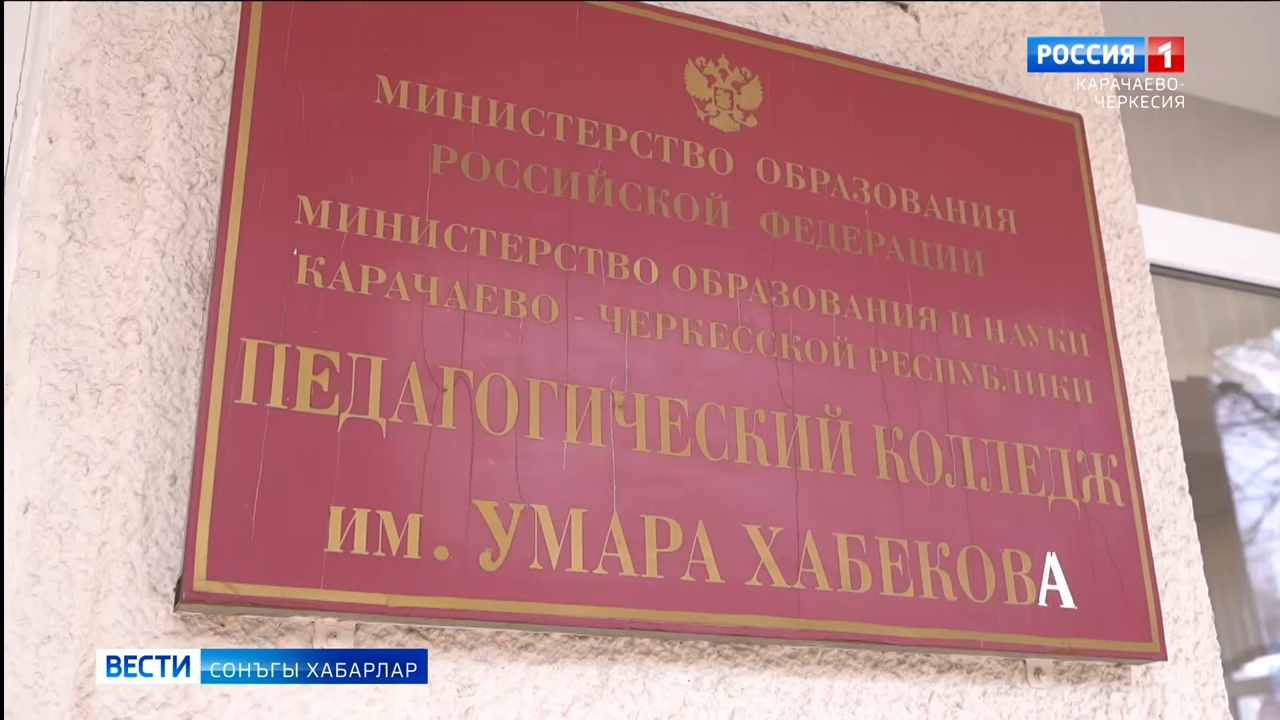 РОССИЯ 1
КАРАЧАЕВО-
ЧЕРКЕСИЯ
МИНИСТЕРСТВО ОБРАЗОВАНИЯ
РОССИЙСКОЙ ФЕДЕРАЦИИ
МИНИСТЕРСТВО ОБРАЗОВАНИЯ И НАУКИ
КАРАЧАЕВО - ЧЕРКЕССКОЙ РЕСПУБЛИКИ
ПЕДАГОГИЧЕСКИЙ КОЛЛЕДЖ
им. УМАРА ХАБЕКОВА
ВЕСТИ СОНЪГЫ ХАБАРЛАР